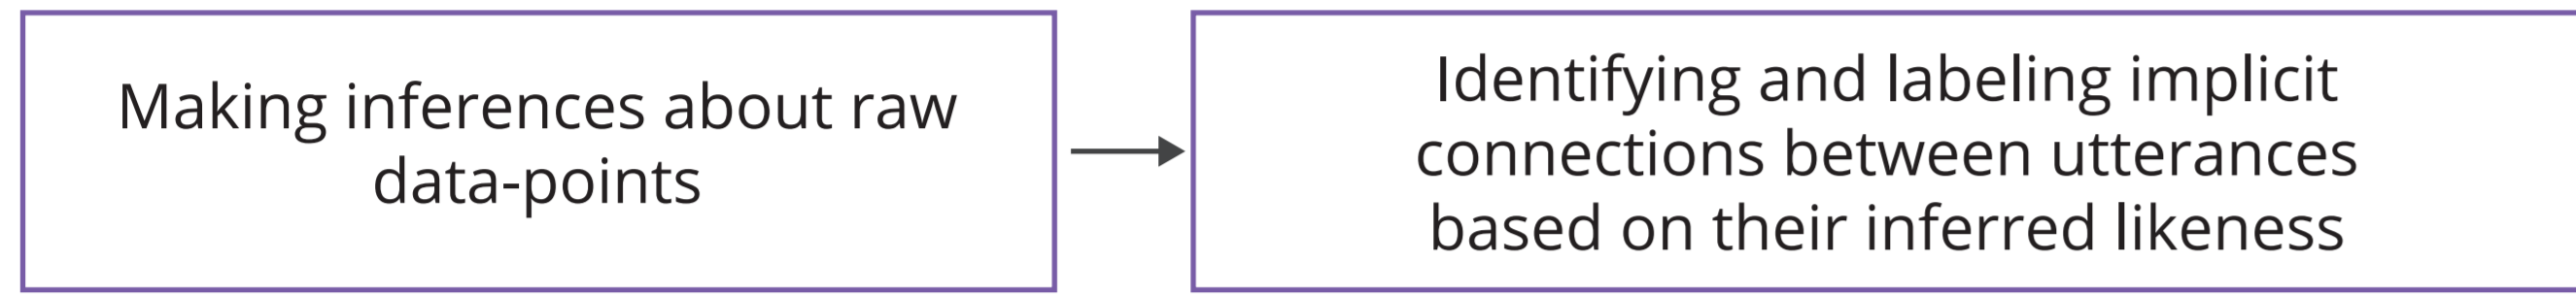 Making inferences about raw
data-points
Identifying and labeling implicit
connections between utterances
based on their inferred likeness